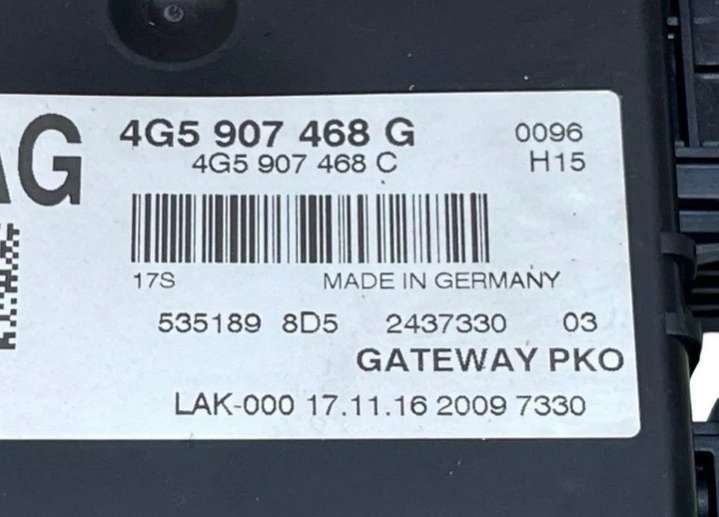 AG
4G5 907 468 G 0096
4G5 907 468 C H15
17S MADE IN GERMANY
535189 8D5 2437330 03
GATEWAY PKO
LAK-000 17.11.16 2009 7330